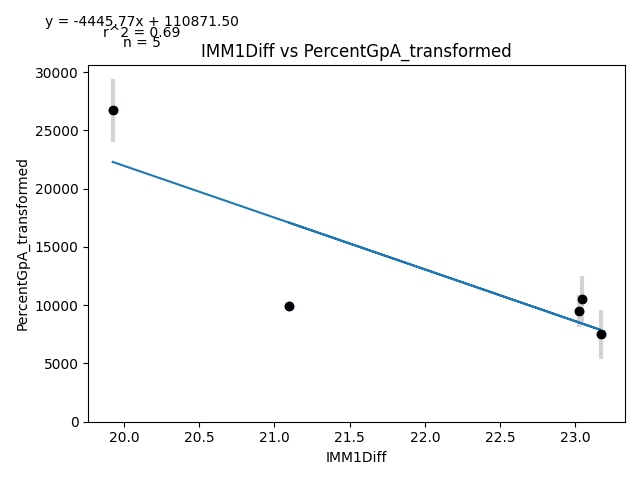 y = -4445.77x + 110871.50
r^2 = 0.69
n = 5
IMM1Diff vs PercentGpA_transformed
30000
25000
20000
15000
10000
5000
0
PercentGpA_transformed
20.0 20.5 21.0 21.5 22.0 22.5 23.0
IMM1Diff